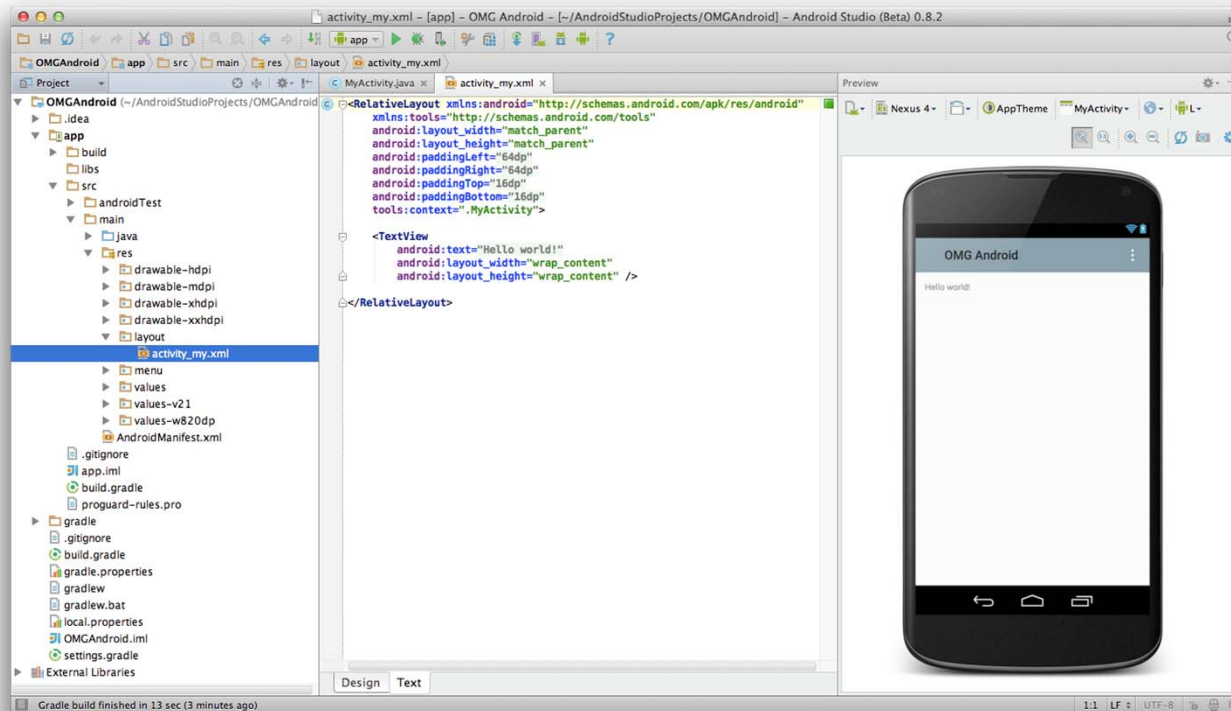 activity_my.xml – [app] – OMG Android – [~/AndroidStudioProjects/OMGAndroid] – Android Studio (Beta) 0.8.2
app
OMGAndroid app src main res layout activity_my.xml
Project
MyActivity.java × activity_my.xml ×
Preview
OMGAndroid (~/AndroidStudioProjects/OMGAndroid
.idea
app
build
libs
src
androidTest
main
java
res
drawable-hdpi
drawable-mdpi
drawable-xhdpi
drawable-xxhdpi
layout
activity_my.xml
menu
values
values-v21
values-w820dp
AndroidManifest.xml
.gitignore
app.iml
build.gradle
proguard-rules.pro
gradle
.gitignore
build.gradle
gradle.properties
gradlew
gradlew.bat
local.properties
OMGAndroid.iml
settings.gradle
External Libraries
<RelativeLayout xmlns:android="http://schemas.android.com/apk/res/android"
xmlns:tools="http://schemas.android.com/tools"
android:layout_width="match_parent"
android:layout_height="match_parent"
android:paddingLeft="64dp"
android:paddingRight="64dp"
android:paddingTop="16dp"
android:paddingBottom="16dp"
tools:context=".MyActivity">
<TextView
android:text="Hello world!"
android:layout_width="wrap_content"
android:layout_height="wrap_content" />
</RelativeLayout>
Design Text
Nexus 4 AppTheme MyActivity L
OMG Android
Hello world!
Gradle build finished in 13 sec (3 minutes ago)
1:1 LF UTF-8